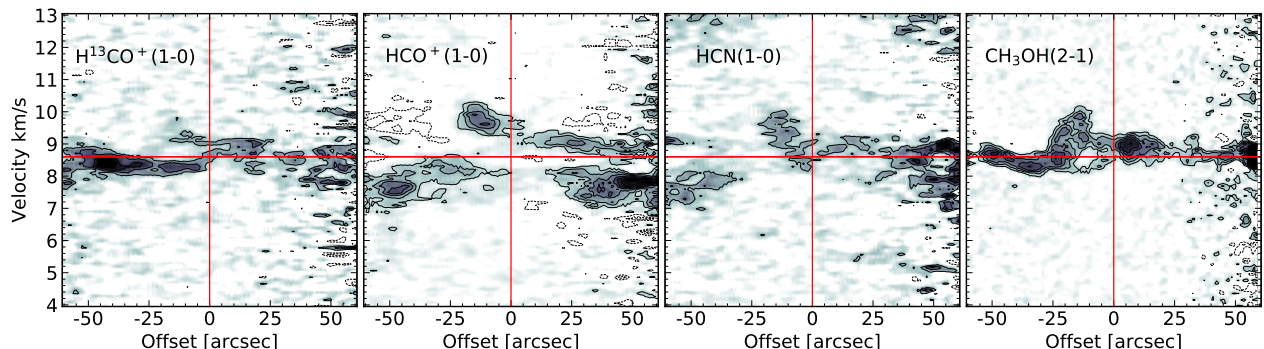 13
12
11
10
9
8
7
6
5
4
Velocity km/s
H¹³CO⁺(1-0)
HCO⁺(1-0)
HCN(1-0)
CH₃OH(2-1)
-50 -25 0 25 50 -50 -25 0 25 50 -50 -25 0 25 50 -50 -25 0 25 50
Offset [arcsec] Offset [arcsec] Offset [arcsec] Offset [arcsec]